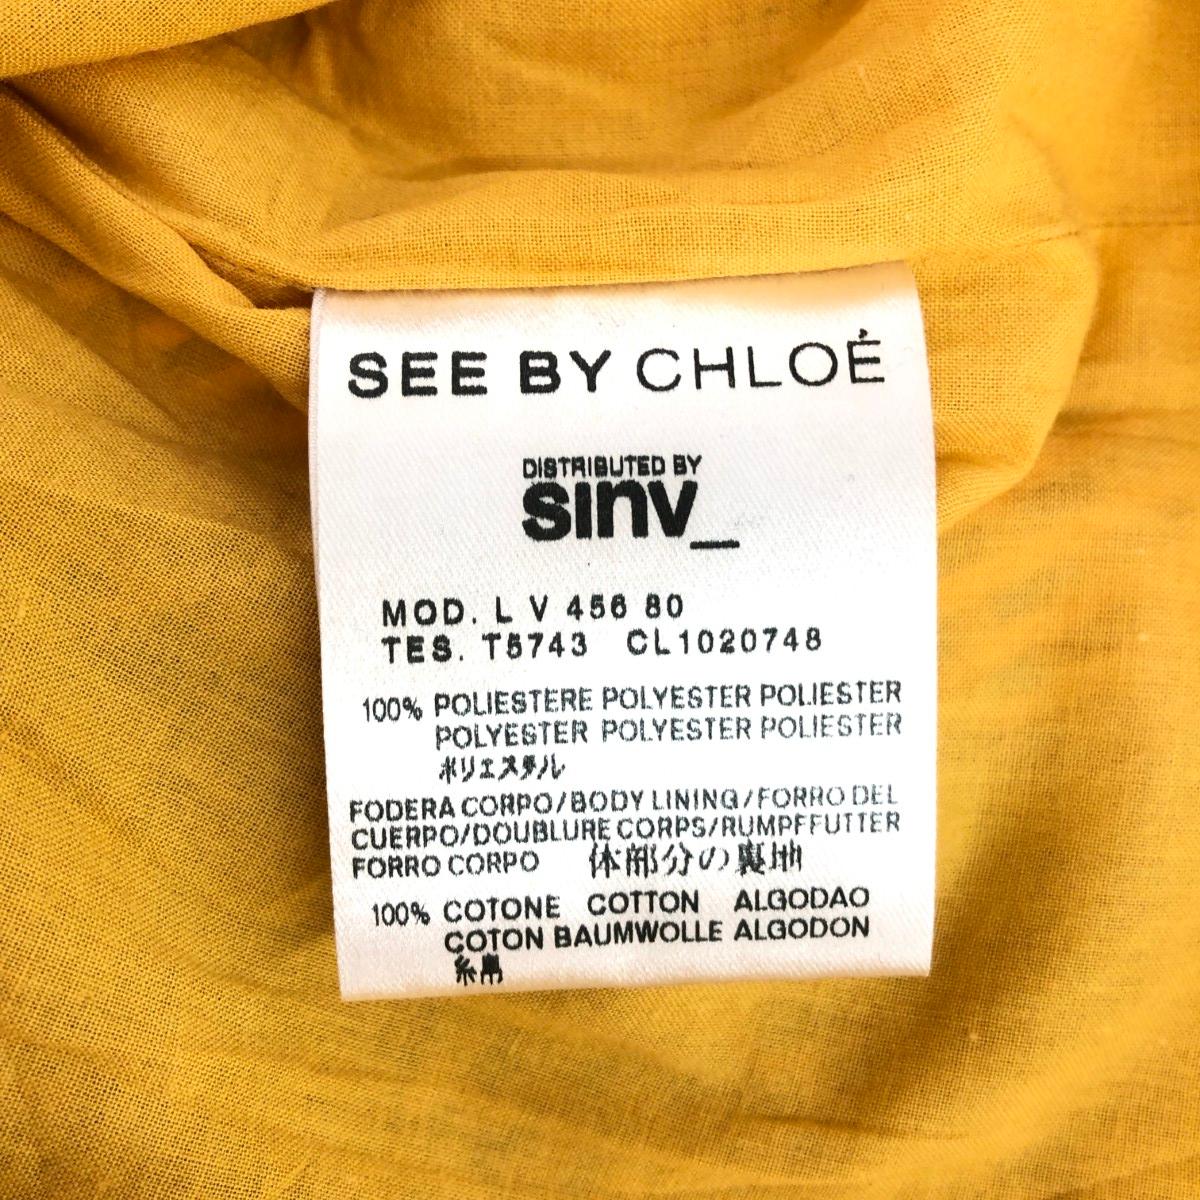 SEE BY CHLOÉ
DISTRIBUTED BY
sinv_
MOD. L V 456 80
TES. T5743 CL1020748
100% POLIESTERE POLYESTER POLIESTER
POLYESTER POLYESTER POLIESTER
ポリエステル
FODERA CORPO/BODY LINING/FORRO DEL
CUERPO/DOUBLURE CORPS/RUMPFFUTTER
FORRO CORPO 体部分の裏地
100% COTONE COTTON ALGODAO
COTON BAUMWOLLE ALGODON
糸帛